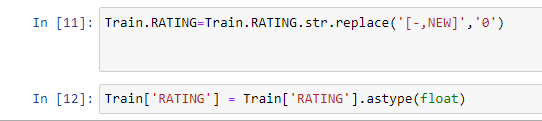 In [11]: Train.RATING=Train.RATING.str.replace('[-,NEW]','0')
In [12]: Train['RATING'] = Train['RATING'].astype(float)